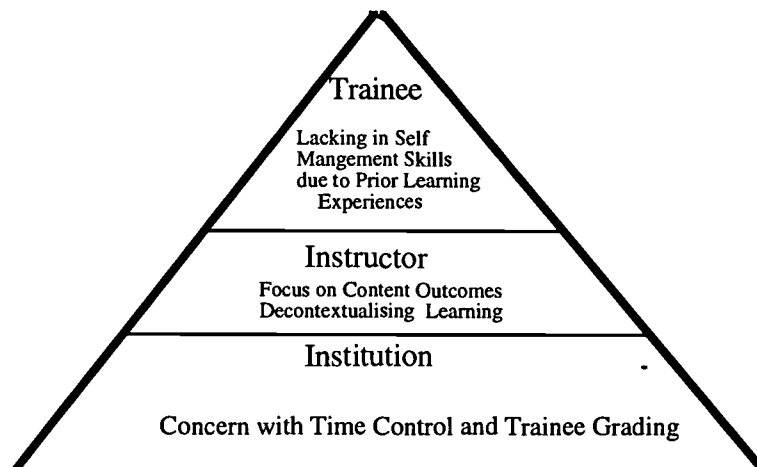 Trainee
Lacking in Self
Mangement Skills
due to Prior Learning
Experiences
Instructor
Focus on Content Outcomes
Decontextualising Learning
Institution
Concern with Time Control and Trainee Grading